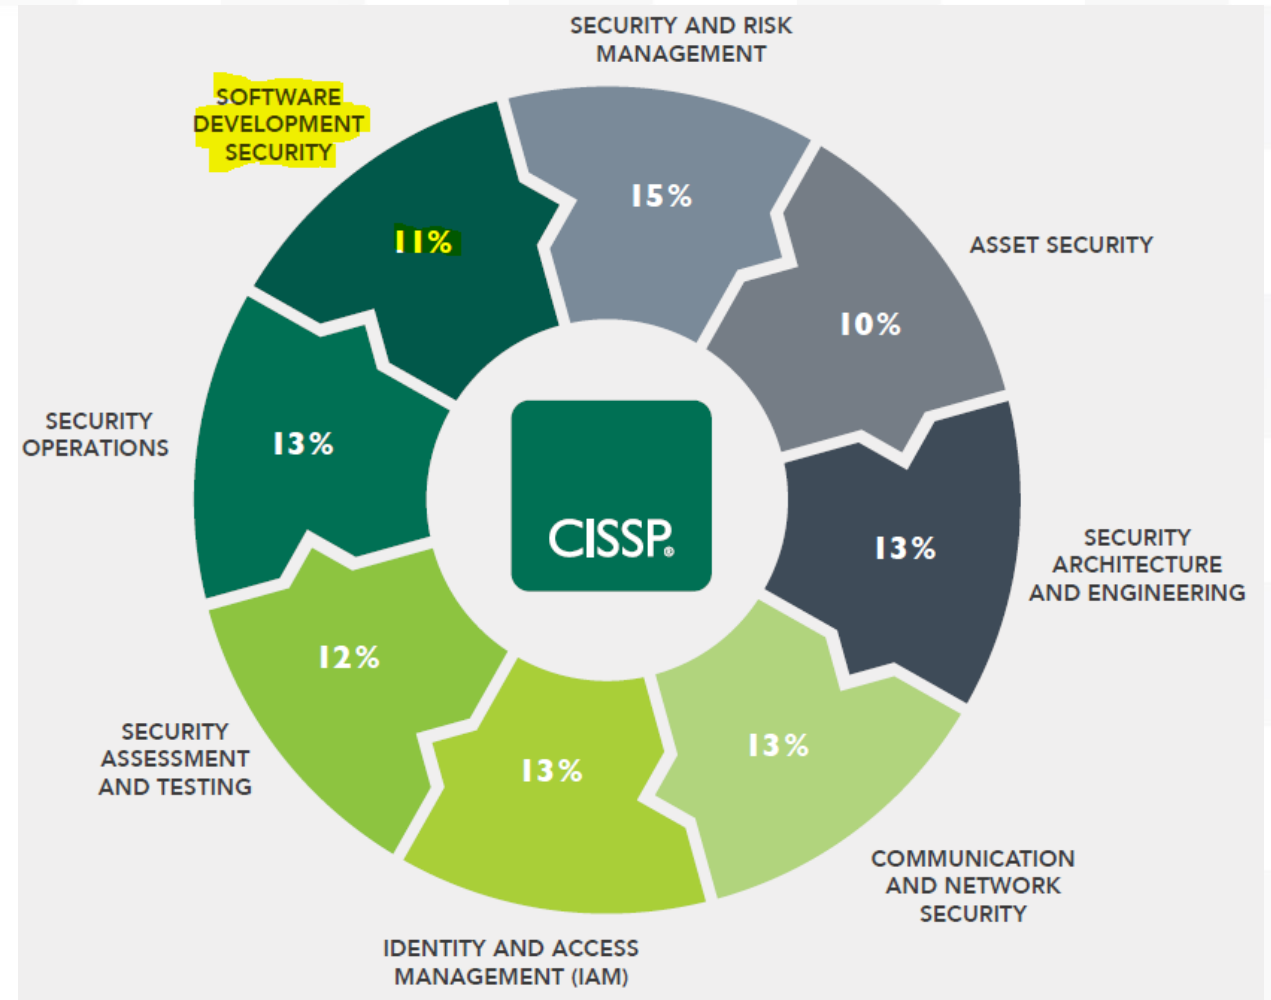 SECURITY AND RISK
MANAGEMENT
15%
ASSET SECURITY
10%
SECURITY
ARCHITECTURE
AND ENGINEERING
13%
COMMUNICATION
AND NETWORK
SECURITY
13%
IDENTITY AND ACCESS
MANAGEMENT (IAM)
13%
SECURITY
ASSESSMENT
AND TESTING
12%
SECURITY
OPERATIONS
13%
SOFTWARE
DEVELOPMENT
SECURITY
11%
CISSP®